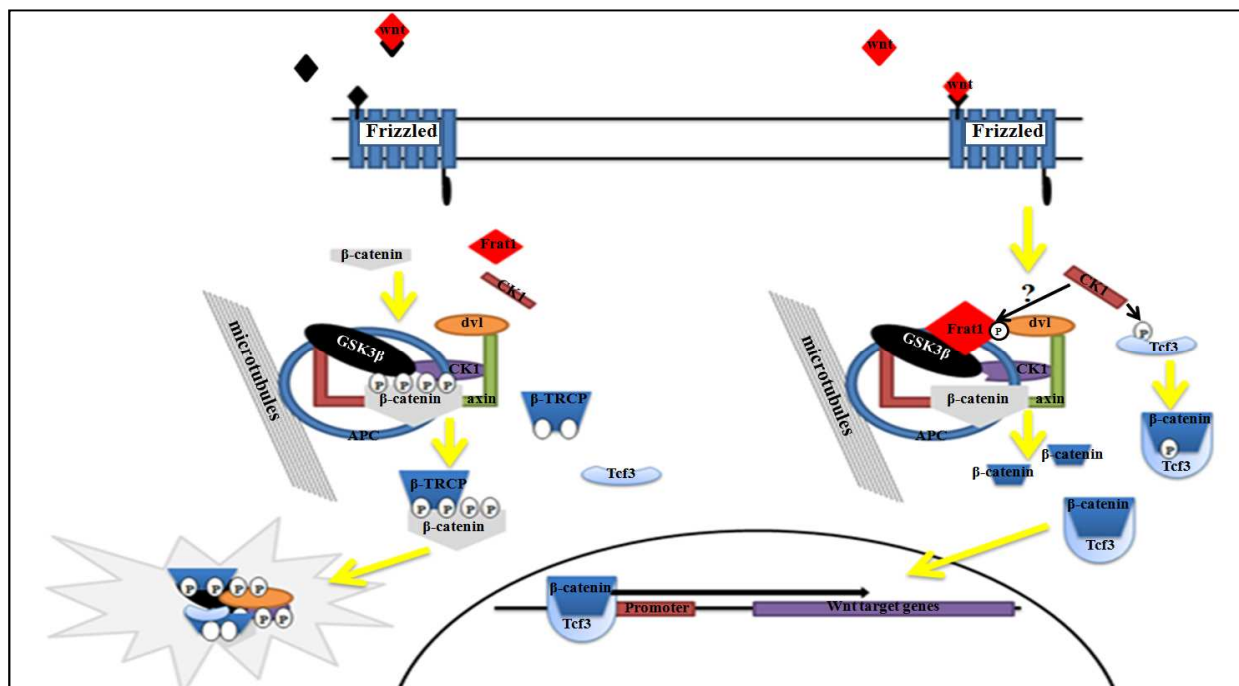 wnt
wnt
wnt
Frizzled
Frizzled
β-catenin
Frat1
CK1
dvl
GSK3β
CK1
P P P P
β-catenin
axin
APC
microtubules
β-TRCP
β-TRCP
P P P P
β-catenin
Tcf3
P P P P
P P
?
CK1
Frat1
P
dvl
P
Tcf3
GSK3β
CK1
β-catenin
axin
APC
microtubules
β-catenin
P
Tcf3
β-catenin
β-catenin
β-catenin
Tcf3
β-catenin
Tcf3
Promoter
Wnt target genes